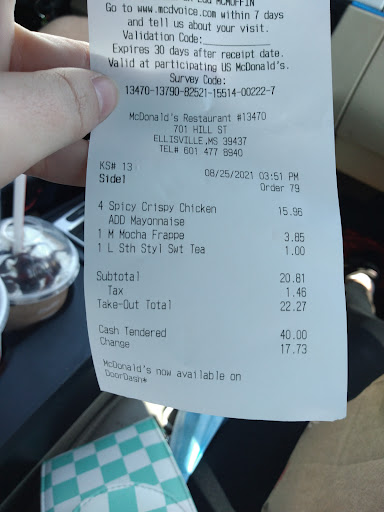 McMUFFIN
Go to www.mcdvoice.com within 7 days
and tell us about your visit.
Validation Code:____________
Expires 30 days after receipt date.
Valid at participating US McDonald's.
Survey Code:
13470-13790-82521-15514-00222-7
McDonald's Restaurant #13470
701 HILL ST
ELLISVILLE,MS 39437
TEL# 601 477 8940
KS# 13 08/25/2021 03:51 PM
Side1 Order 79
4 Spicy Crispy Chicken 15.96
ADD Mayonnaise
1 M Mocha Frappe 3.85
1 L Sth Styl Swt Tea 1.00
Subtotal 20.81
Tax 1.46
Take-Out Total 22.27
Cash Tendered 40.00
Change 17.73
McDonald's now available on
DoorDash*